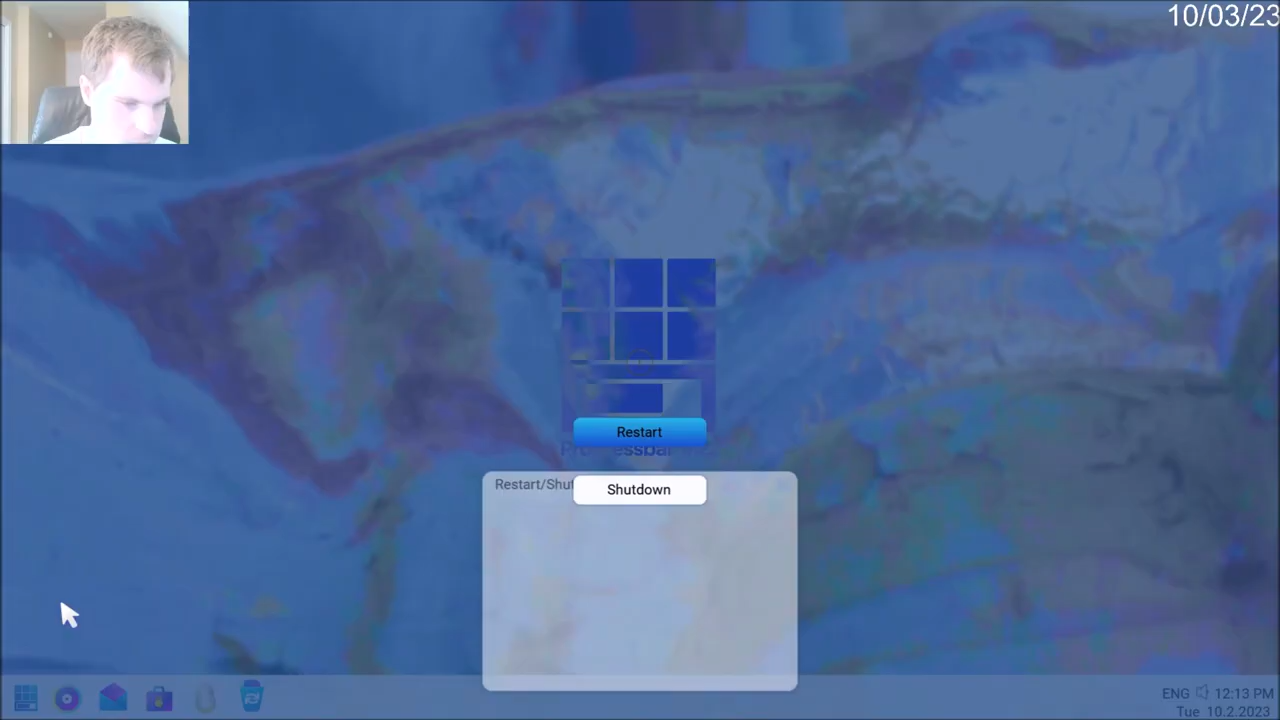 10/03/23
Restart
Restart/Shut
Shutdown
ENG 12:13 PM
Tue 10.2.2023